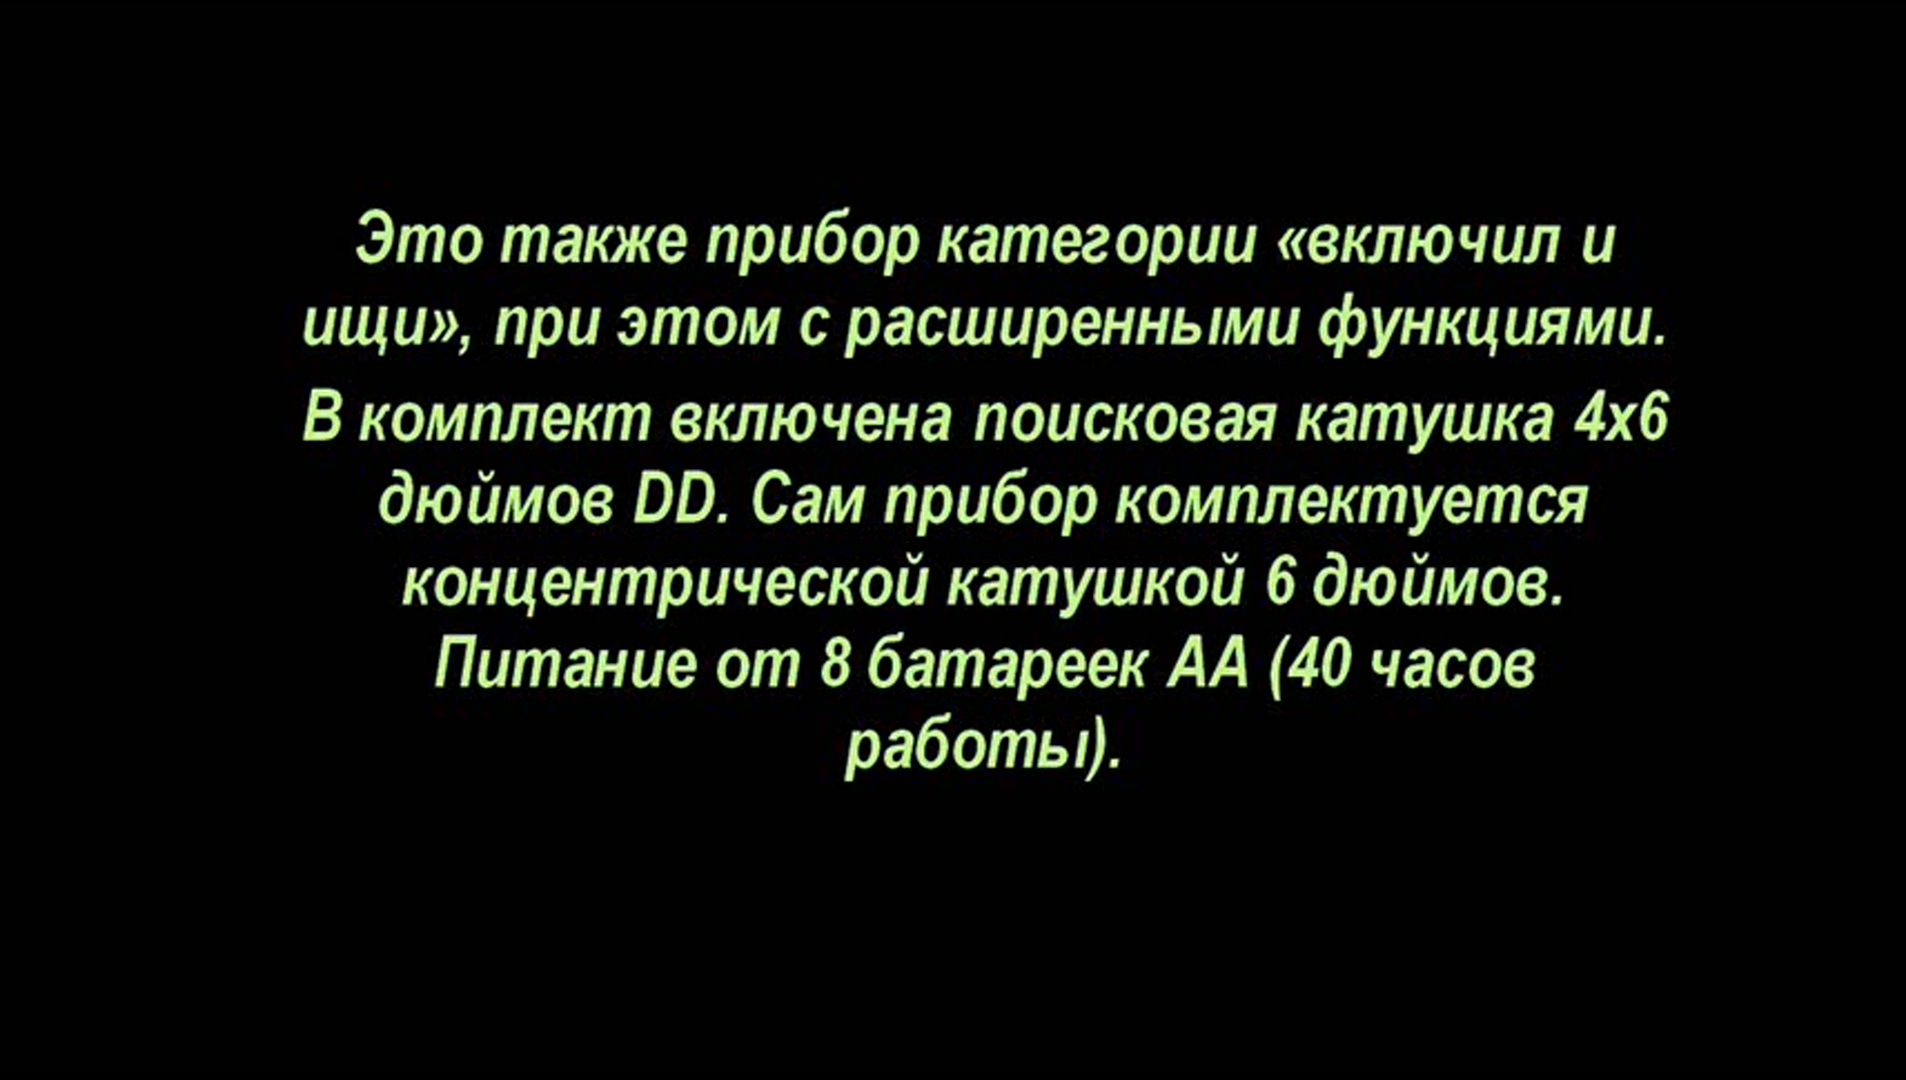 Это также прибор категории «включил и
ищи», при этом с расширенными функциями.
В комплект включена поисковая катушка 4x6
дюймов DD. Сам прибор комплектуется
концентрической катушкой 6 дюймов.
Питание от 8 батареек АА (40 часов
работы).